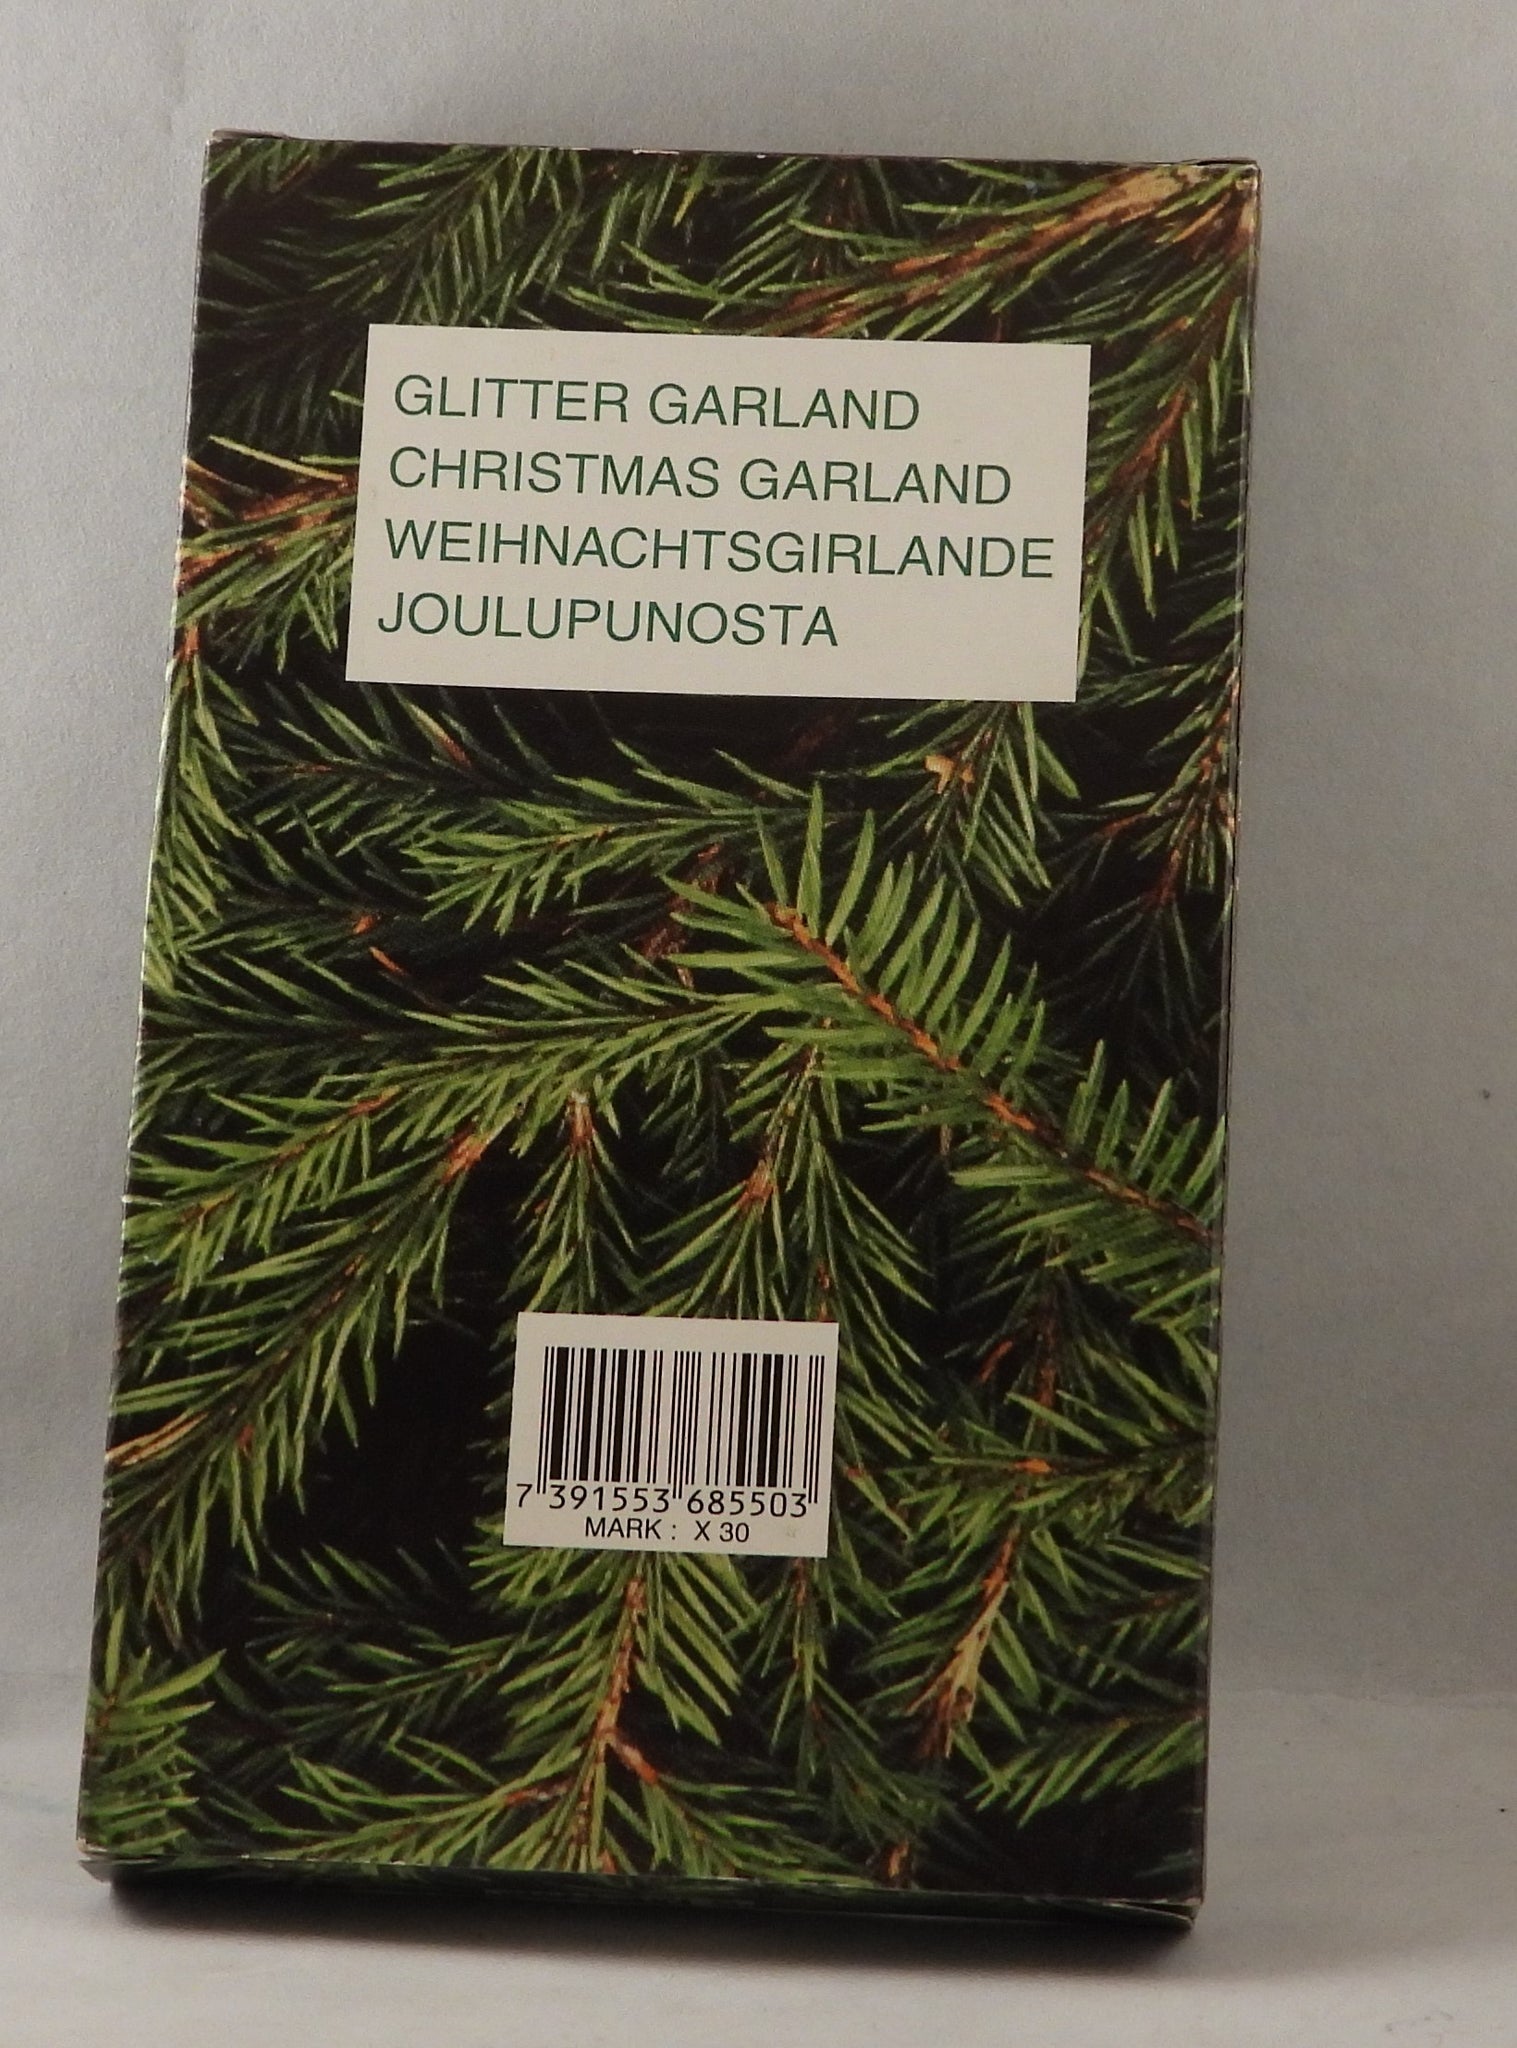 GLITTER GARLAND
CHRISTMAS GARLAND
WEIHNACHTSGIRLANDE
JOULUPUNOSTA
7 391553 685503
MARK : X 30